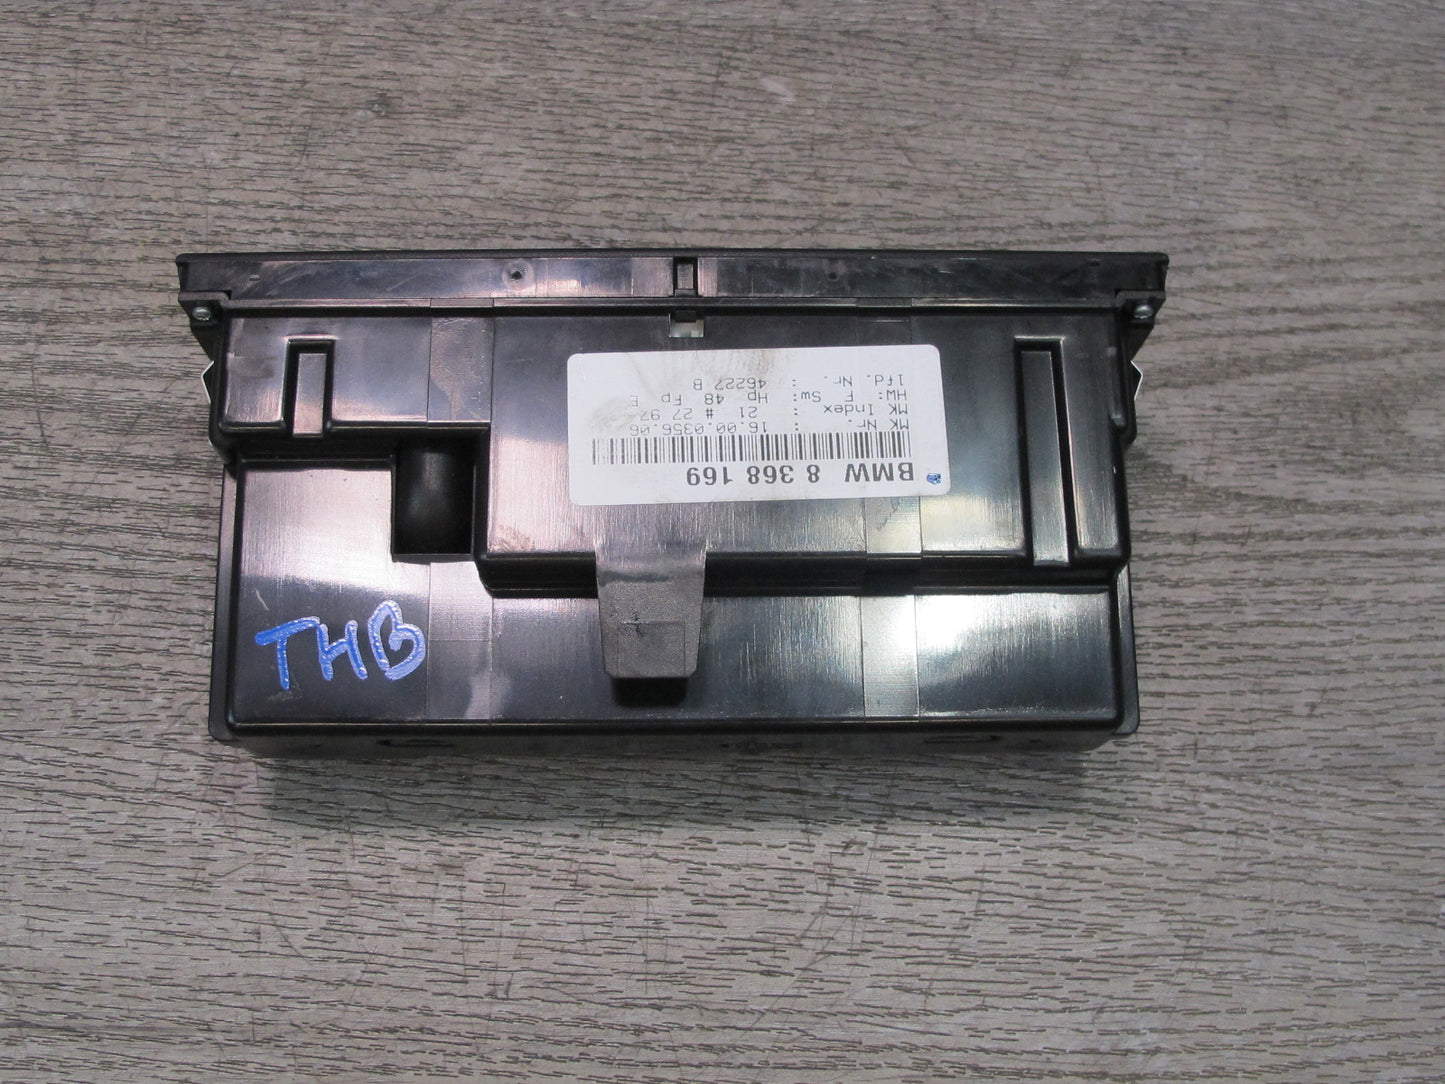 BMW 8 368 169
MK Nr. : 16.00.0356.06
MK Index : 21 # 27 97
HW: F Sw: Hp 48 Fp E
lfd. Nr. : 46227 B
THB